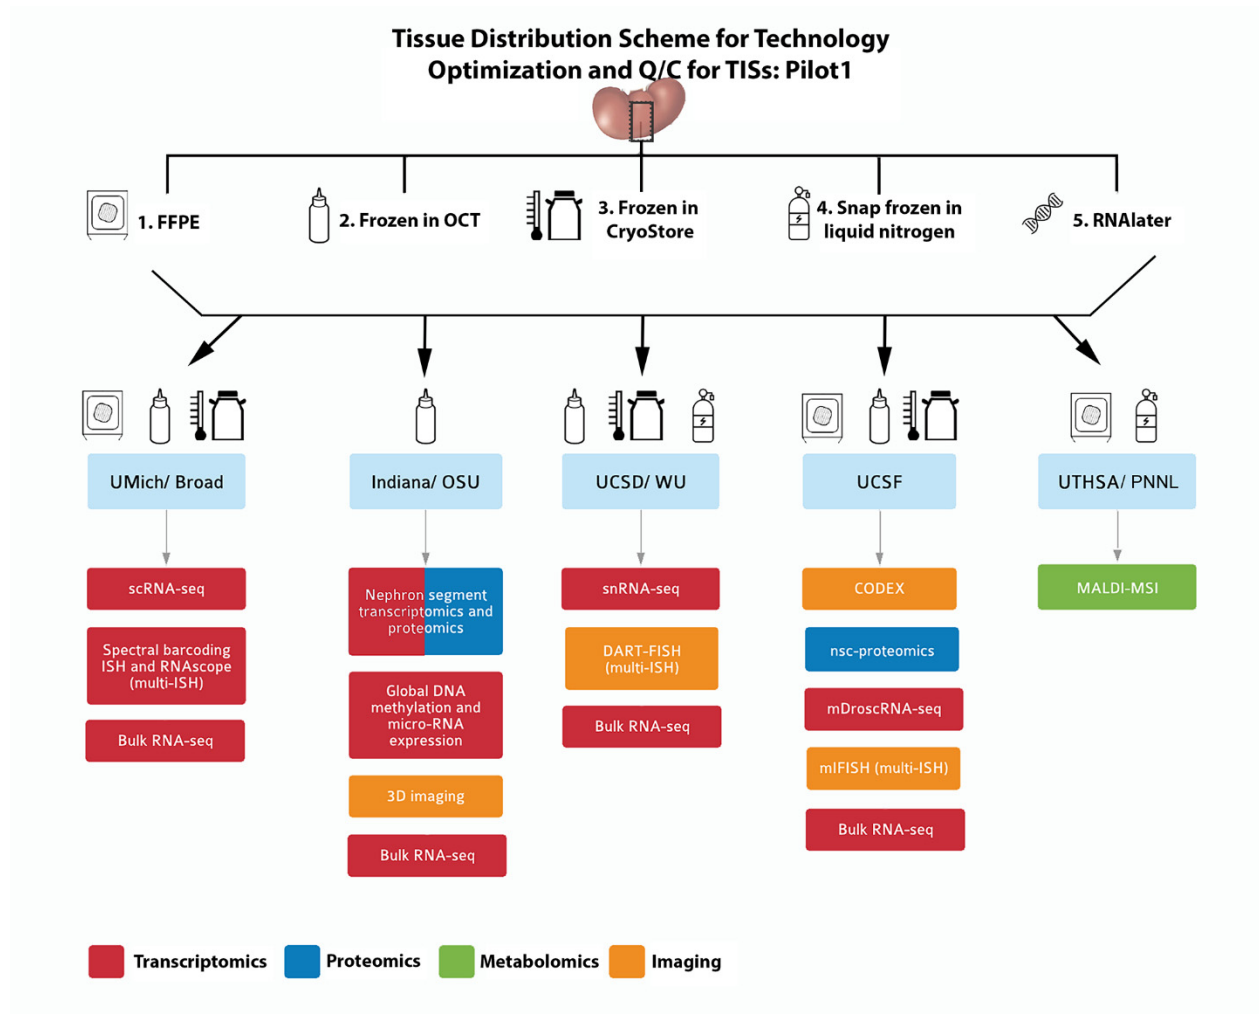 Tissue Distribution Scheme for Technology
Optimization and Q/C for TISs: Pilot1
1. FFPE
2. Frozen in OCT
3. Frozen in
CryoStore
4. Snap frozen in
liquid nitrogen
5. RNAlater
UMich/ Broad
Indiana/ OSU
UCSD/ WU
UCSF
UTHSA/ PNNL
scRNA-seq
Spectral barcoding
ISH and RNAscope
(multi-ISH)
Bulk RNA-seq
Nephron segment
transcriptomics and
proteomics
Global DNA
methylation and
micro-RNA
expression
3D imaging
Bulk RNA-seq
snRNA-seq
DART-FISH
(multi-ISH)
Bulk RNA-seq
CODEX
nsc-proteomics
mDroscRNA-seq
mIFISH (multi-ISH)
Bulk RNA-seq
MALDI-MSI
Transcriptomics
Proteomics
Metabolomics
Imaging